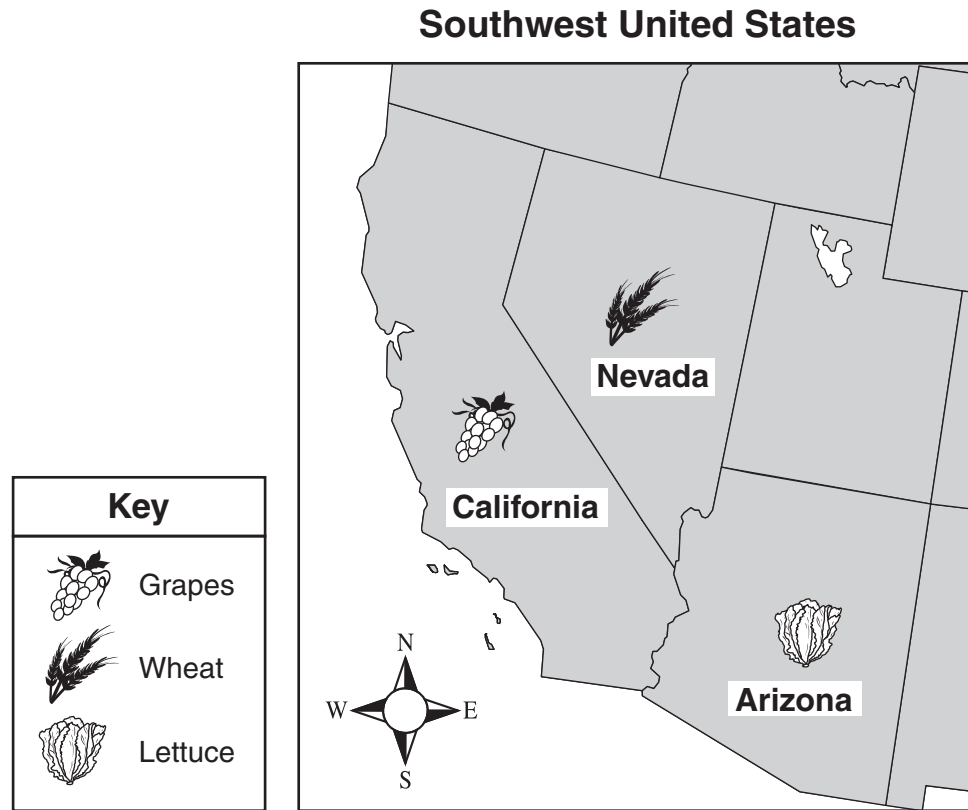 Southwest United States
Nevada
California
Arizona
N
W E
S
Key
Grapes
Wheat
Lettuce